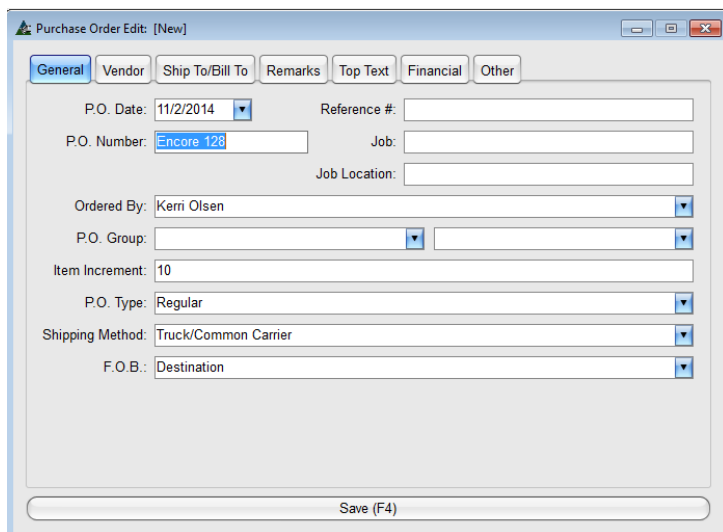 Purchase Order Edit: [New]
General Vendor Ship To/Bill To Remarks Top Text Financial Other
P.O. Date: 11/2/2014 Reference #:
P.O. Number: Encore 128 Job:
Job Location:
Ordered By: Kerri Olsen
P.O. Group:
Item Increment: 10
P.O. Type: Regular
Shipping Method: Truck/Common Carrier
F.O.B.: Destination
Save (F4)